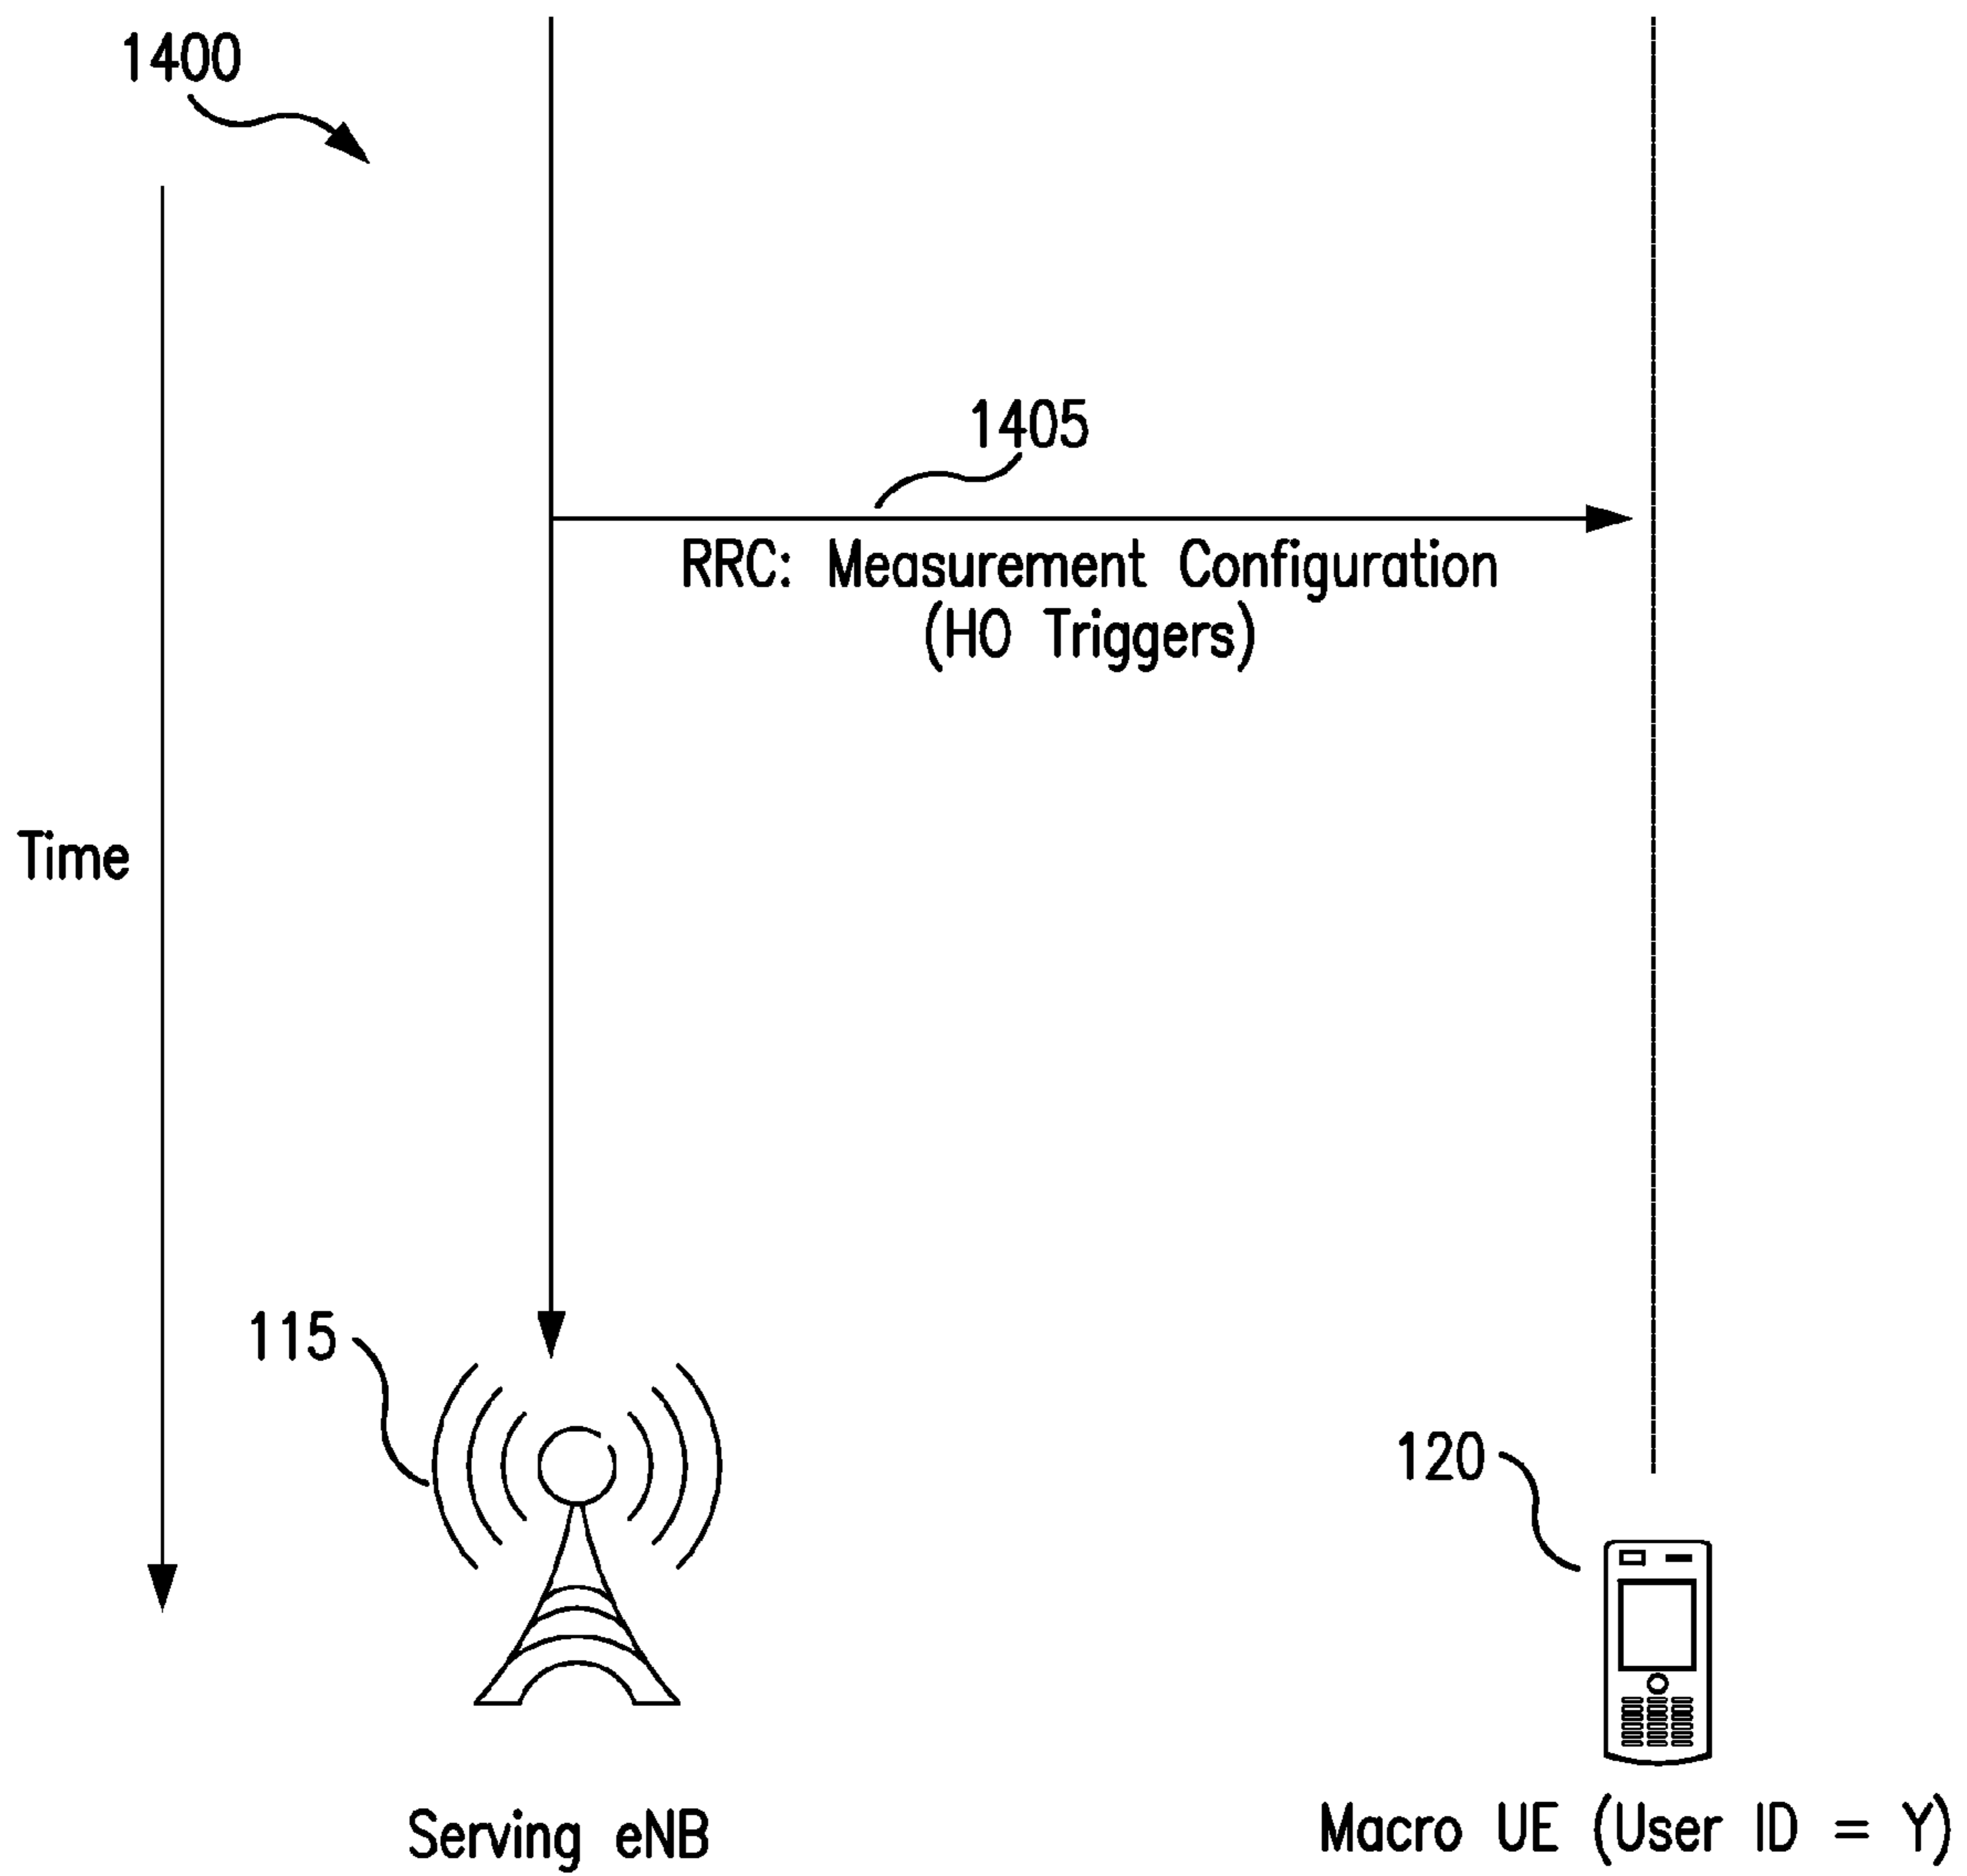 1400
1405
RRC: Measurement Configuration
(HO Triggers)
Time
115
120
Serving eNB
Macro UE (User ID = Y)